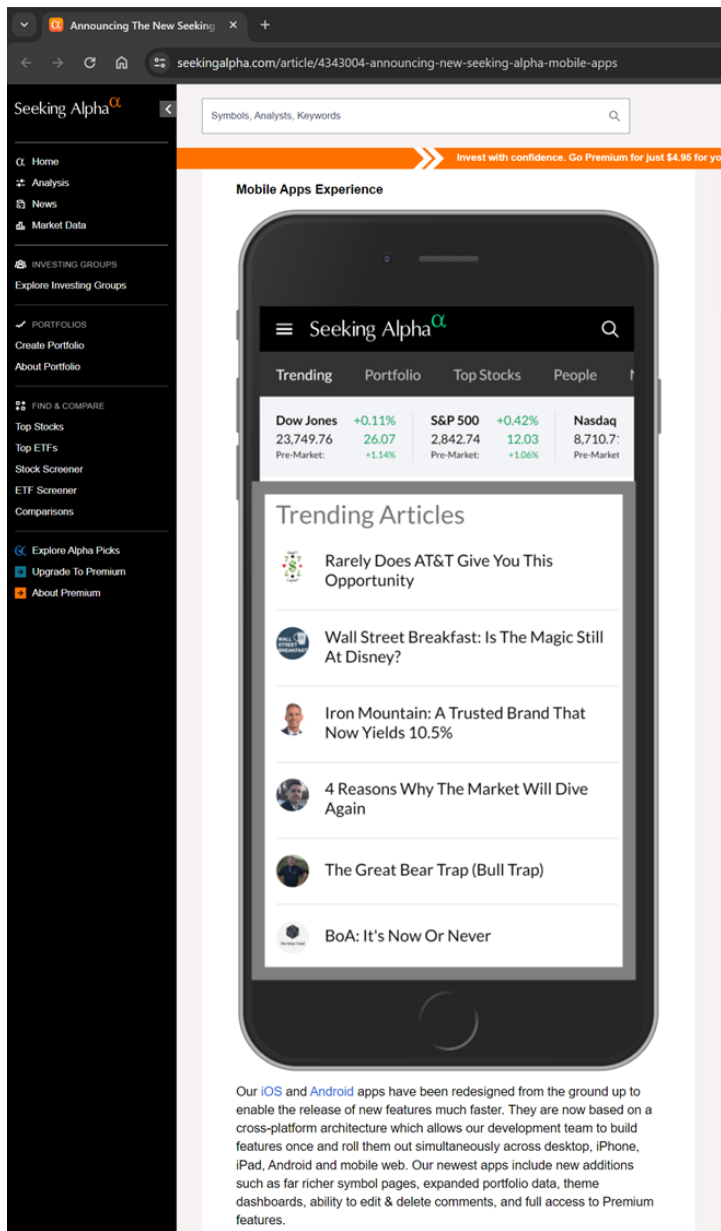 Announcing The New Seeking
seekingalpha.com/article/4343004-announcing-new-seeking-alpha-mobile-apps
Seeking Alpha α
Home
Analysis
News
Market Data
INVESTING GROUPS
Explore Investing Groups
PORTFOLIOS
Create Portfolio
About Portfolio
FIND & COMPARE
Top Stocks
Top ETFs
Stock Screener
ETF Screener
Comparisons
Explore Alpha Picks
Upgrade To Premium
About Premium
Symbols, Analysts, Keywords
Invest with confidence. Go Premium for just $4.95 for yo
Mobile Apps Experience
Seeking Alpha α
Trending Portfolio Top Stocks People
Dow Jones +0.11% S&P 500 +0.42% Nasdaq
23,749.76 26.07 2,842.74 12.03 8,710.7
Pre-Market: +1.14% Pre-Market: +1.06% Pre-Market
Trending Articles
Rarely Does AT&T Give You This
Opportunity
WALL STREET BREAKFAST
Wall Street Breakfast: Is The Magic Still
At Disney?
Iron Mountain: A Trusted Brand That
Now Yields 10.5%
4 Reasons Why The Market Will Dive
Again
The Great Bear Trap (Bull Trap)
BoA: It's Now Or Never
Our iOS and Android apps have been redesigned from the ground up to
enable the release of new features much faster. They are now based on a
cross-platform architecture which allows our development team to build
features once and roll them out simultaneously across desktop, iPhone,
iPad, Android and mobile web. Our newest apps include new additions
such as far richer symbol pages, expanded portfolio data, theme
dashboards, ability to edit & delete comments, and full access to Premium
features.